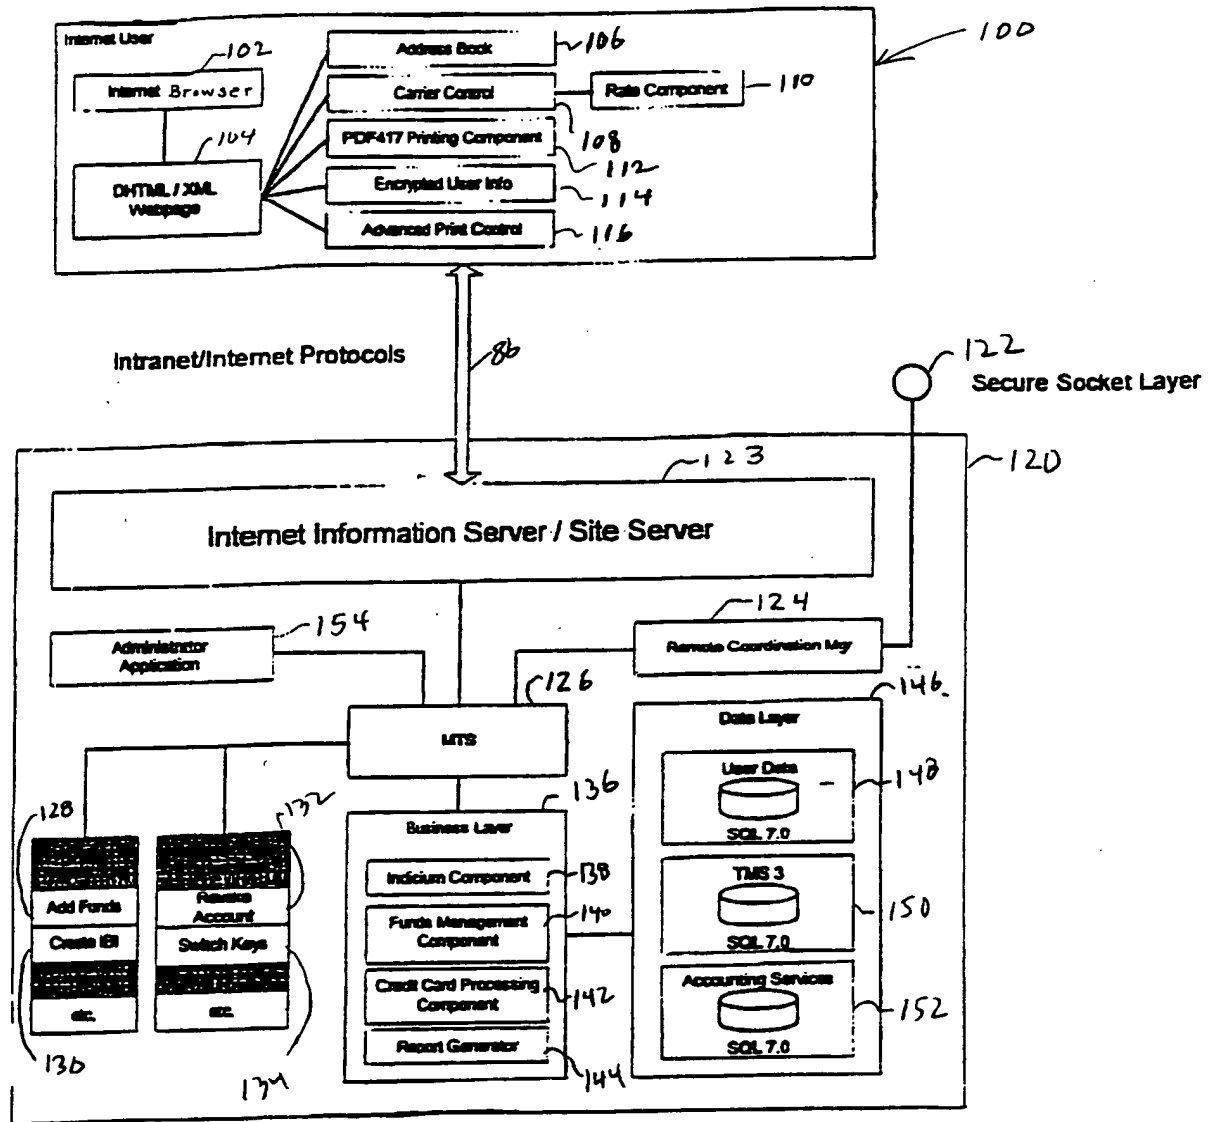 Internet User
102
Internet Browser
104
DHTML / XML
Webpage
Address Book
106
Carrier Control
108
Rate Component
110
PDF417 Printing Component
112
Encrypted User Info
114
Advanced Print Control
116
100
Intranet/Internet Protocols
86
122
Secure Socket Layer
120
123
Internet Information Server / Site Server
154
Administrator
Application
124
Remote Coordination Mgr
126
MTS
146
Data Layer
User Data
SQL 7.0
148
TMS 3
SQL 7.0
150
Accounting Services
SQL 7.0
152
128
Add Funds
Create IBI
etc.
130
132
Revoke
Account
Switch Keys
etc.
134
136
Business Layer
Indicium Component
138
Funds Management
Component
140
Credit Card Processing
Component
142
Report Generator
144